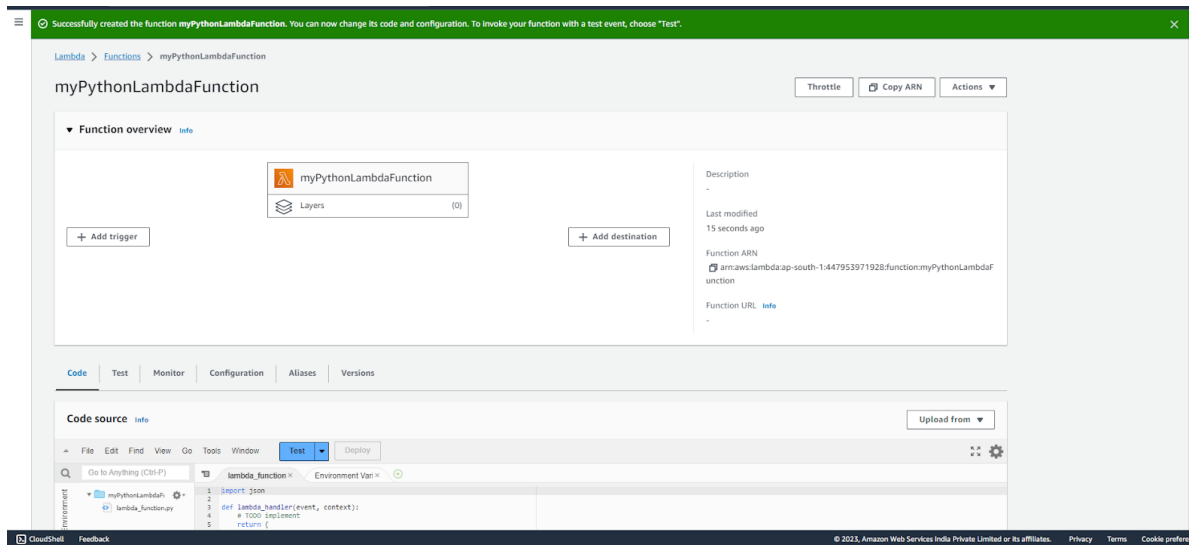 Successfully created the function myPythonLambdaFunction. You can now change its code and configuration. To invoke your function with a test event, choose "Test".
Lambda > Functions > myPythonLambdaFunction
myPythonLambdaFunction
Throttle
Copy ARN
Actions
Function overview Info
myPythonLambdaFunction
Layers (0)
+ Add trigger
+ Add destination
Description
-
Last modified
15 seconds ago
Function ARN
arn:aws:lambda:ap-south-1:447953971928:function:myPythonLambdaF
unction
Function URL Info
-
Code Test Monitor Configuration Aliases Versions
Code source Info
Upload from
File Edit Find View Go Tools Window Test Deploy
Go to Anything (Ctrl-P)
lambda_function × Environment Vari ×
Environment
myPythonLambdaF
lambda_function.py
1 import json
2
3 def lambda_handler(event, context):
4 # TODO implement
5 return {
CloudShell Feedback © 2023, Amazon Web Services India Private Limited or its affiliates. Privacy Terms Cookie prefere